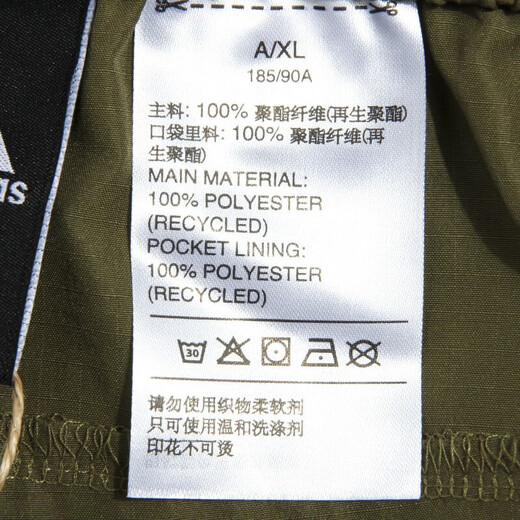 A/XL
185/90A
主料: 100% 聚酯纤维(再生聚酯)
口袋里料: 100% 聚酯纤维(再
生聚酯)
MAIN MATERIAL:
100% POLYESTER
(RECYCLED)
POCKET LINING:
100% POLYESTER
(RECYCLED)
30
请勿使用织物柔软剂
只可使用温和洗涤剂
印花不可烫
as